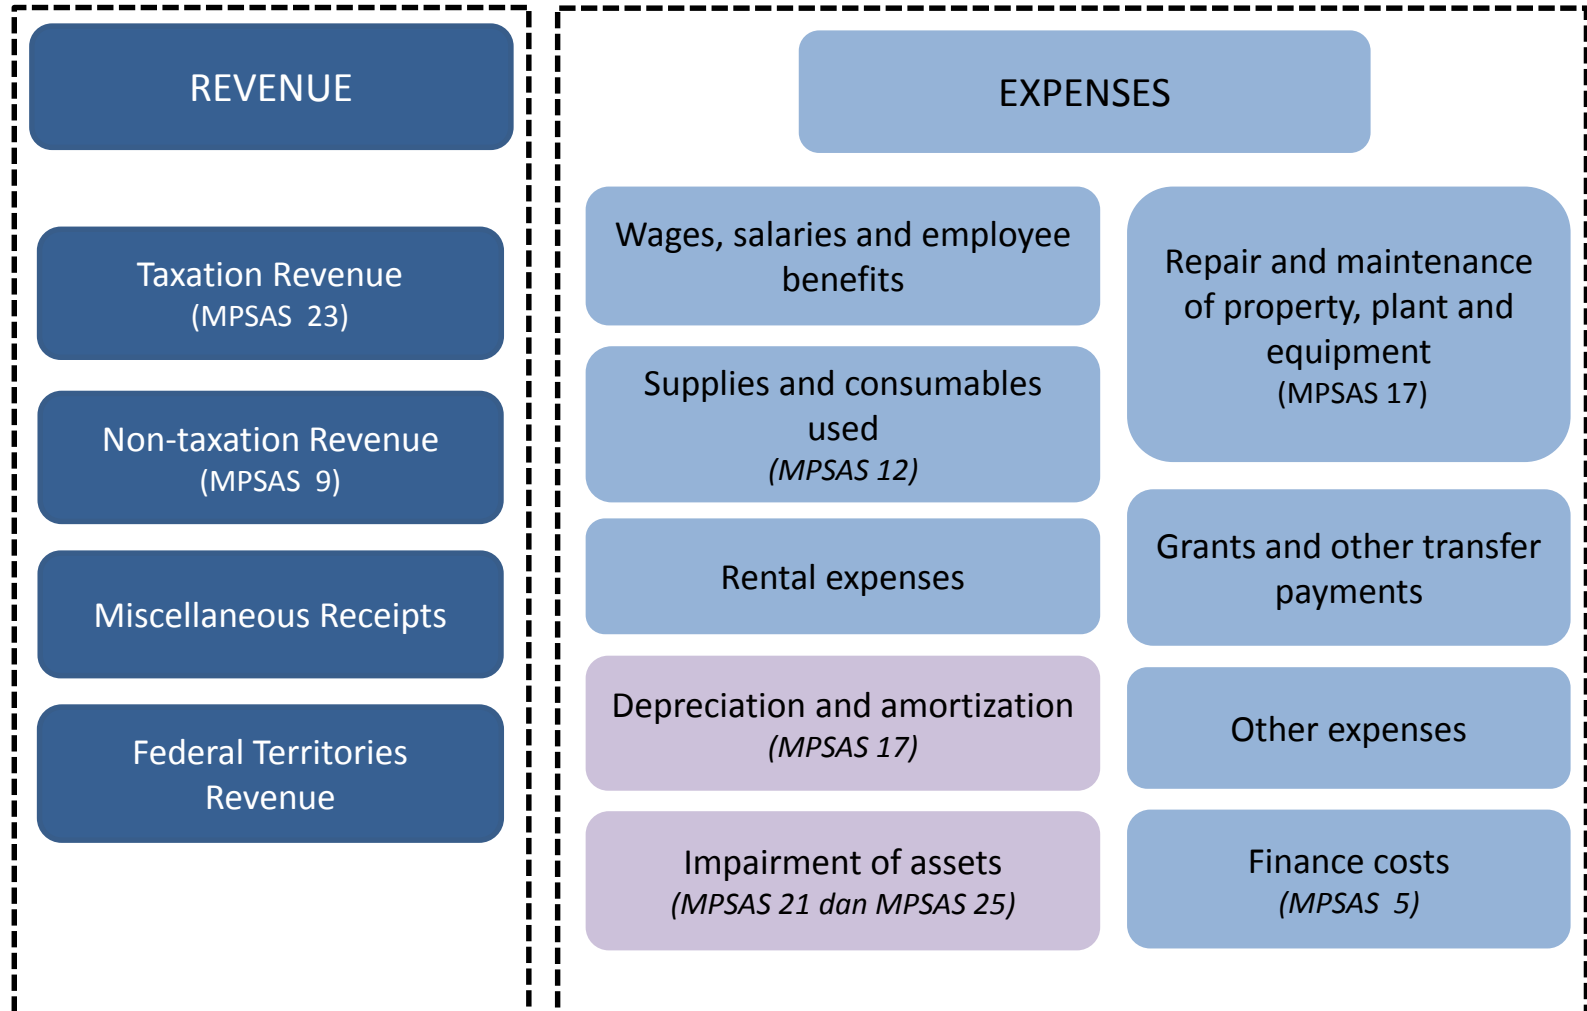 REVENUE
Taxation Revenue
(MPSAS 23)
Non-taxation Revenue
(MPSAS 9)
Miscellaneous Receipts
Federal Territories
Revenue
EXPENSES
Wages, salaries and employee
benefits
Supplies and consumables
used
(MPSAS 12)
Rental expenses
Depreciation and amortization
(MPSAS 17)
Impairment of assets
(MPSAS 21 dan MPSAS 25)
Repair and maintenance
of property, plant and
equipment
(MPSAS 17)
Grants and other transfer
payments
Other expenses
Finance costs
(MPSAS 5)